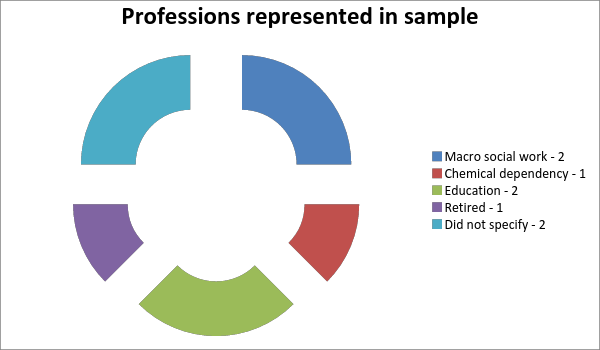 Professions represented in sample
Macro social work - 2
Chemical dependency - 1
Education - 2
Retired - 1
Did not specify - 2